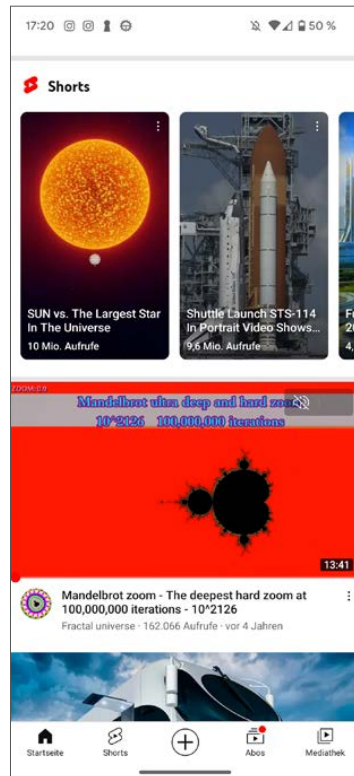 17:20
50 %
Shorts
SUN vs. The Largest Star
In The Universe
10 Mio. Aufrufe
Shuttle Launch STS-114
In Portrait Video Shows...
9,6 Mio. Aufrufe
ZOOM: 0.9
Mandelbrot ultra deep and hard zoom
10^2126 100,000,000 iterations
13:41
Mandelbrot zoom - The deepest hard zoom at
100,000,000 iterations - 10^2126
Fractal universe · 162.066 Aufrufe · vor 4 Jahren
Startseite
Shorts
Abos
Mediathek